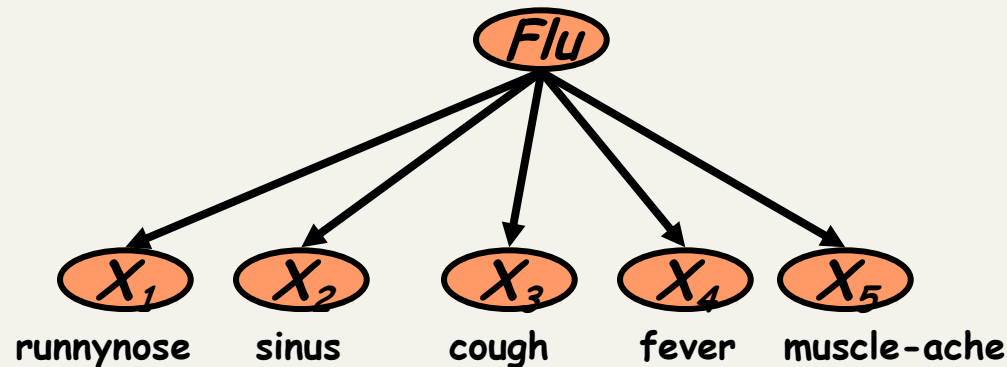 Flu
X₁ X₂ X₃ X₄ X₅
runnynose sinus cough fever muscle-ache